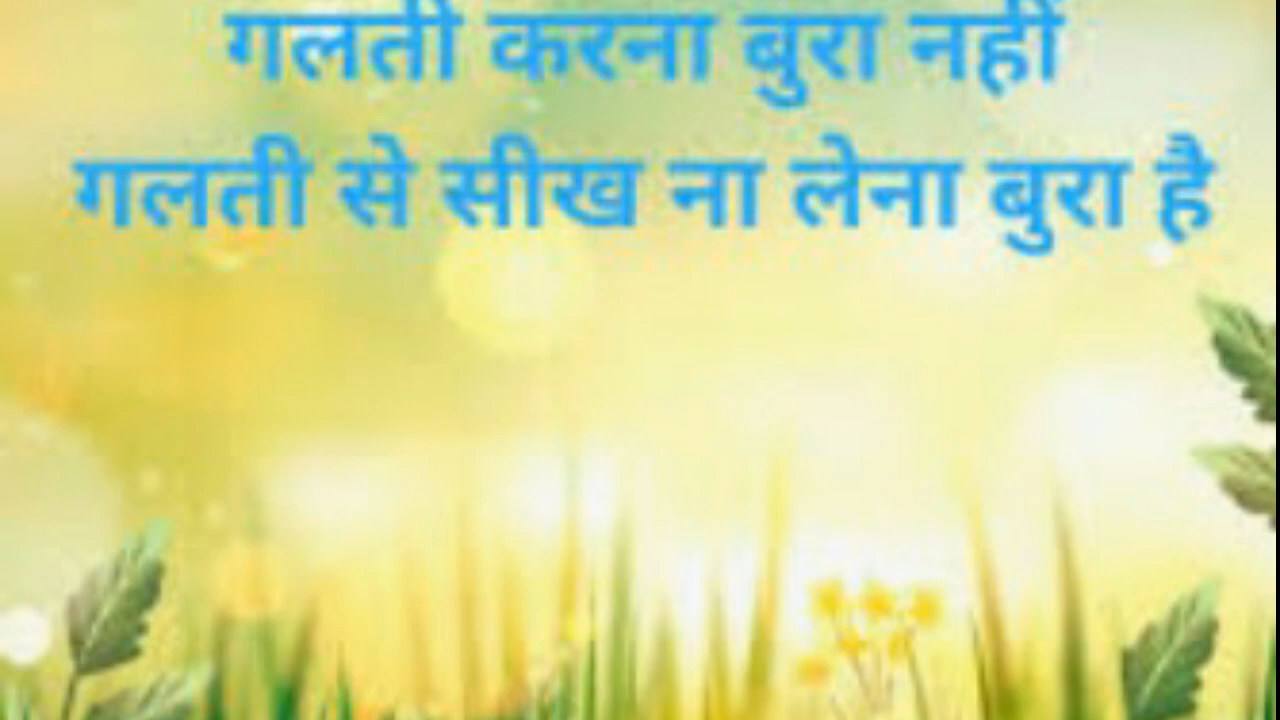 गलती करना बुरा नहीं
गलती से सीख ना लेना बुरा है